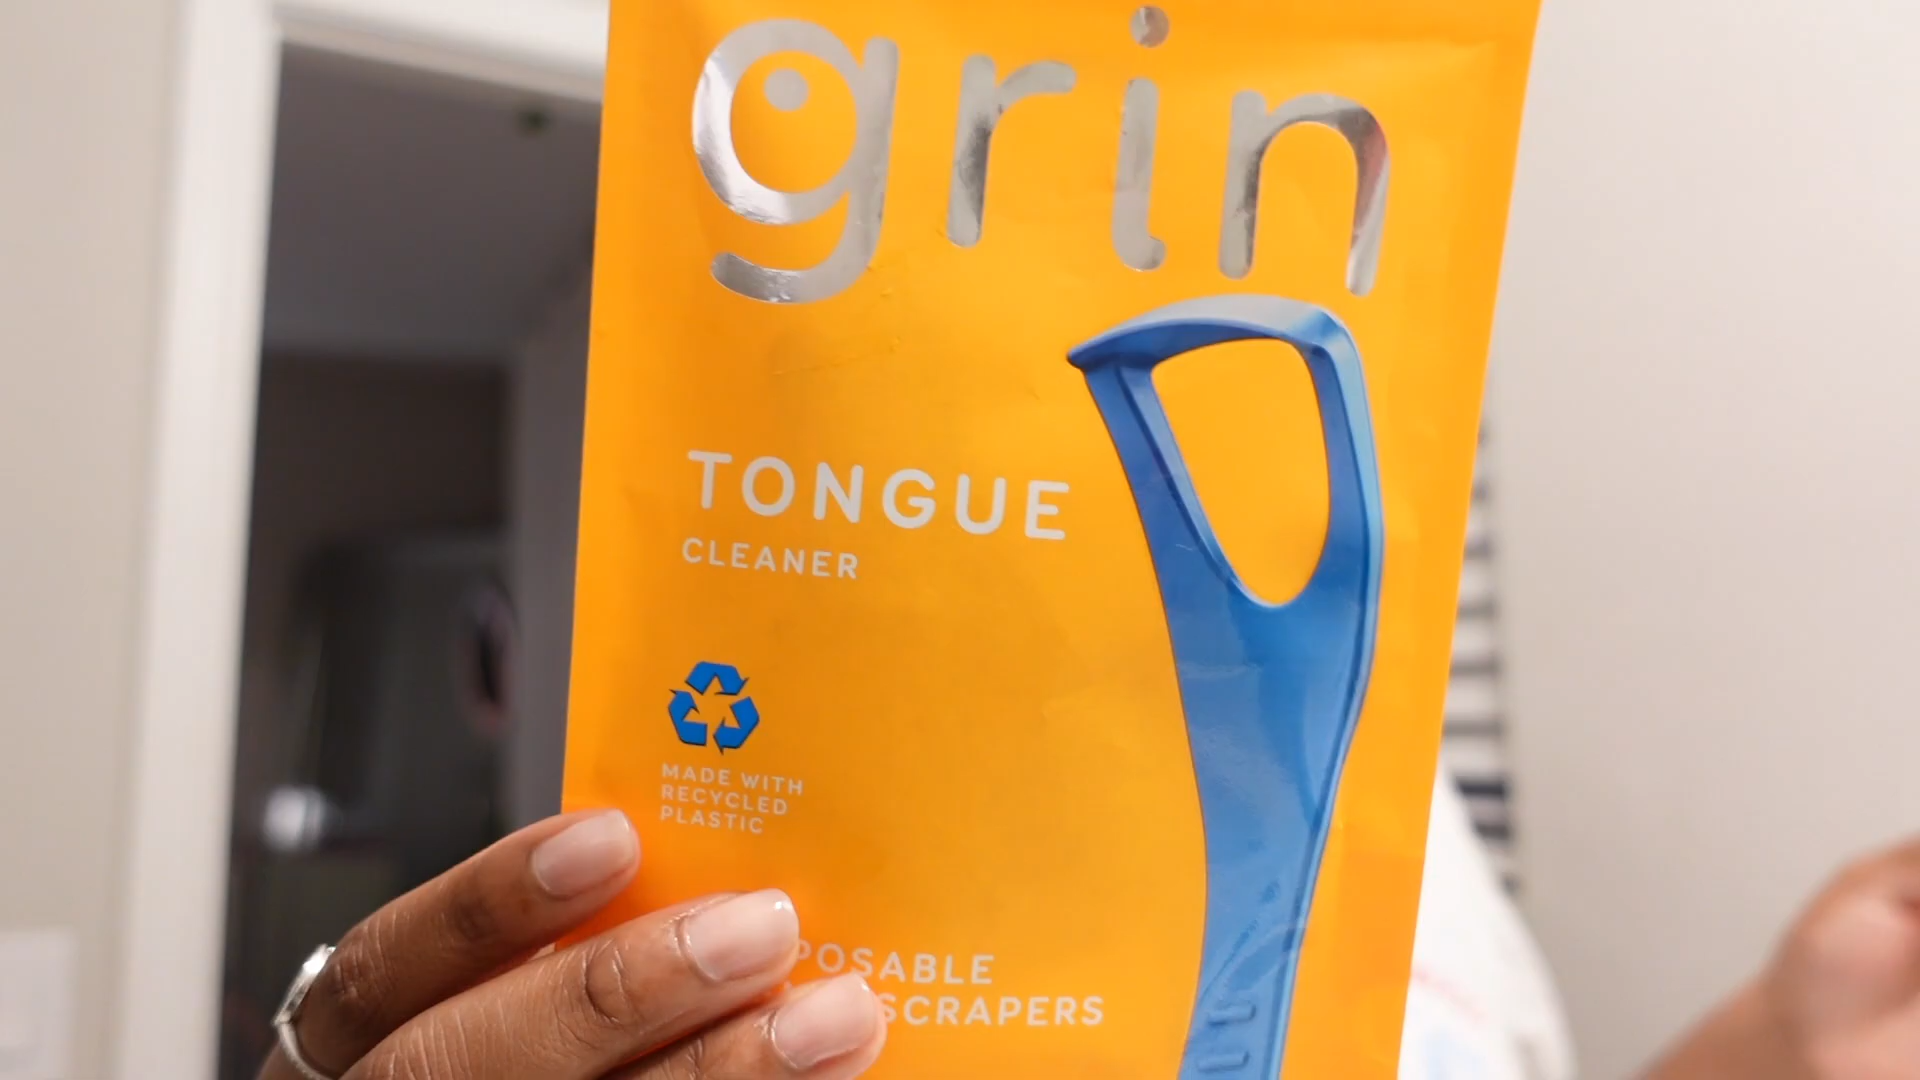 grin
TONGUE
CLEANER
MADE WITH
RECYCLED
PLASTIC
POSABLE
SCRAPERS